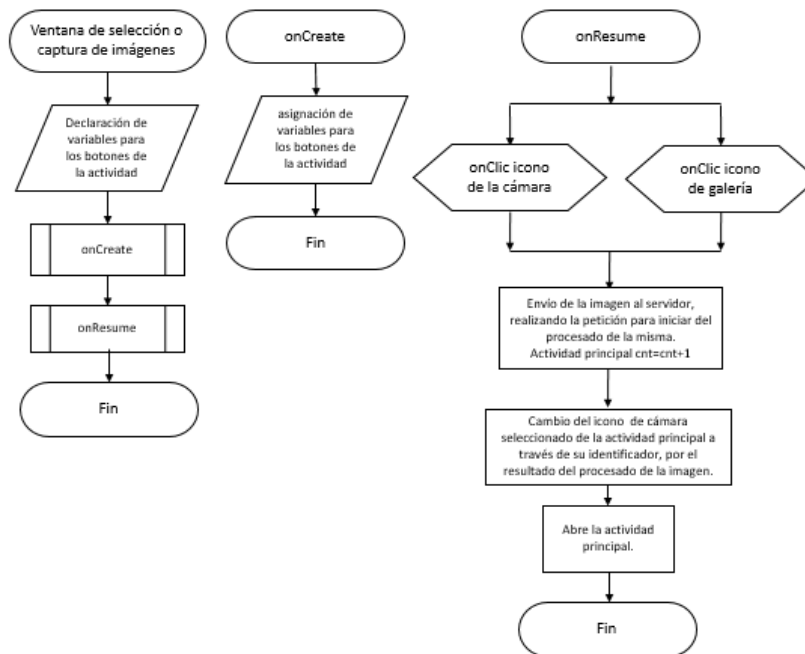 Ventana de selección o
captura de imágenes
Declaración de
variables para
los botones de
la actividad
onCreate
onResume
Fin
onCreate
asignación de
variables para
los botones de
la actividad
Fin
onResume
onClic icono
de la cámara
onClic icono
de galería
Envío de la imagen al servidor,
realizando la petición para iniciar del
procesado de la misma.
Actividad principal cnt=cnt+1
Cambio del icono de cámara
seleccionado de la actividad principal a
través de su identificador, por el
resultado del procesado de la imagen.
Abre la actividad
principal.
Fin